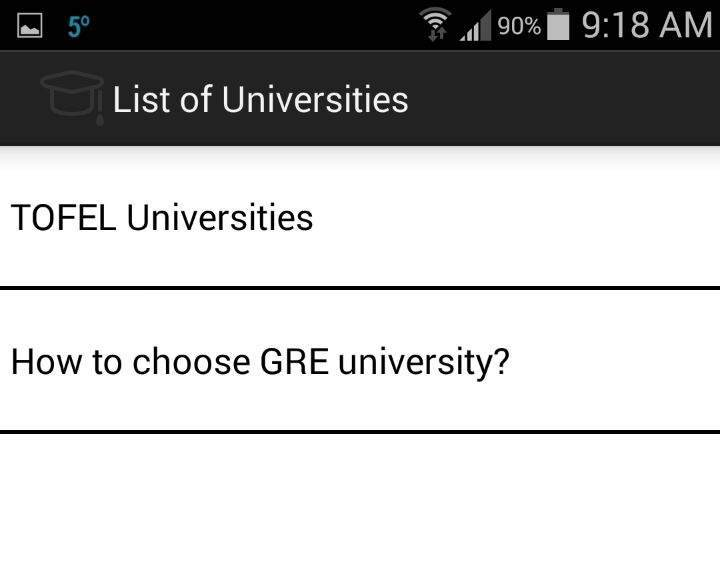 5° 90% 9:18 AM
List of Universities
TOFEL Universities
How to choose GRE university?